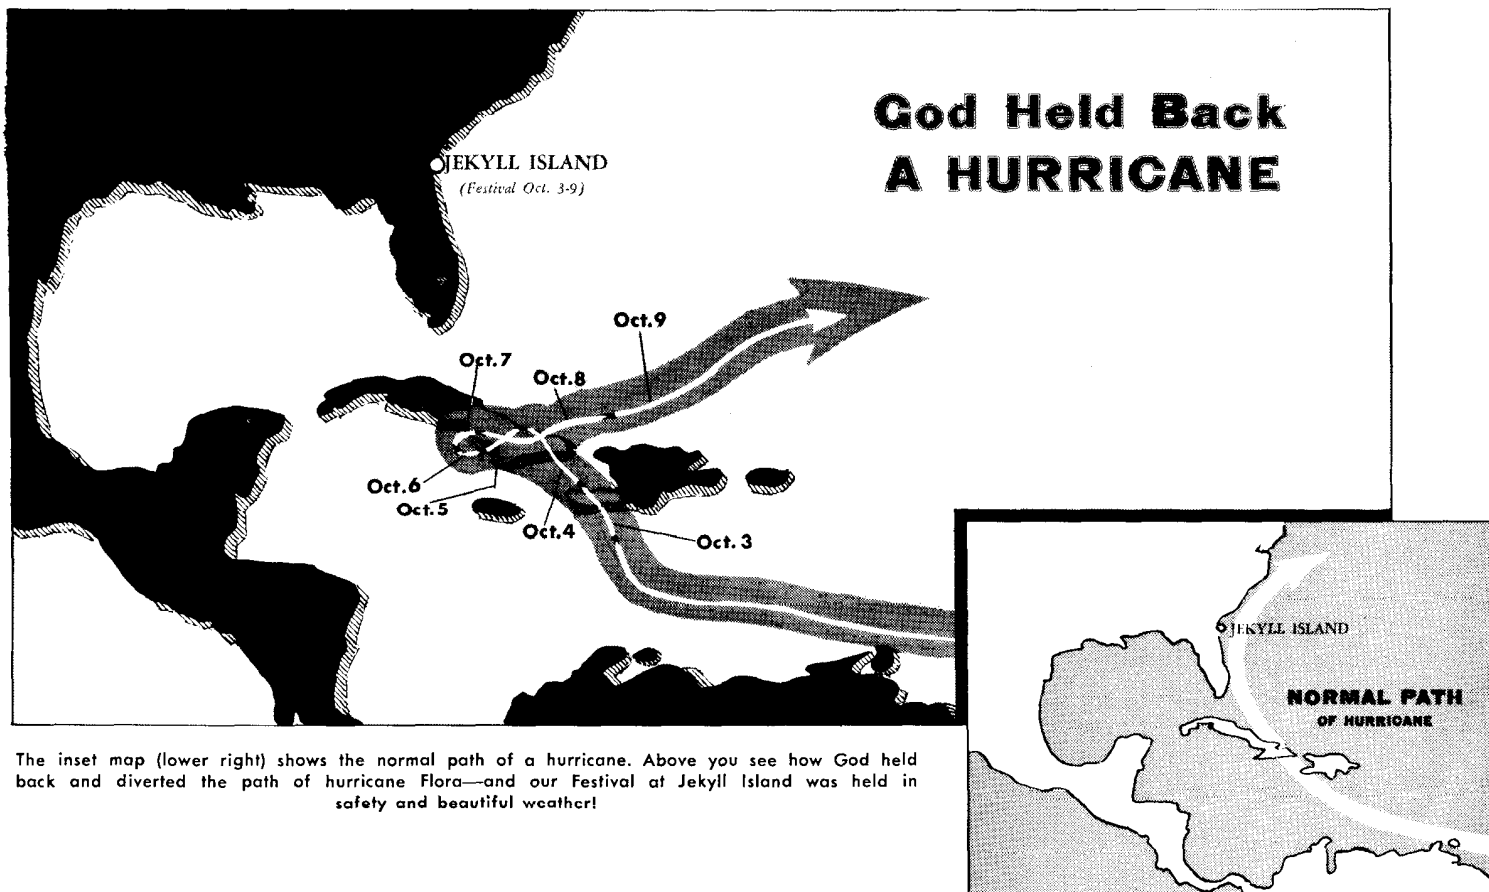 God Held Back
A HURRICANE
JEKYLL ISLAND
(Festival Oct. 3-9)
Oct.9
Oct.7
Oct.8
Oct.6
Oct.5
Oct.4
Oct. 3
JEKYLL ISLAND
NORMAL PATH
OF HURRICANE
The inset map (lower right) shows the normal path of a hurricane. Above you see how God held
back and diverted the path of hurricane Flora—and our Festival at Jekyll Island was held in
safety and beautiful weather!